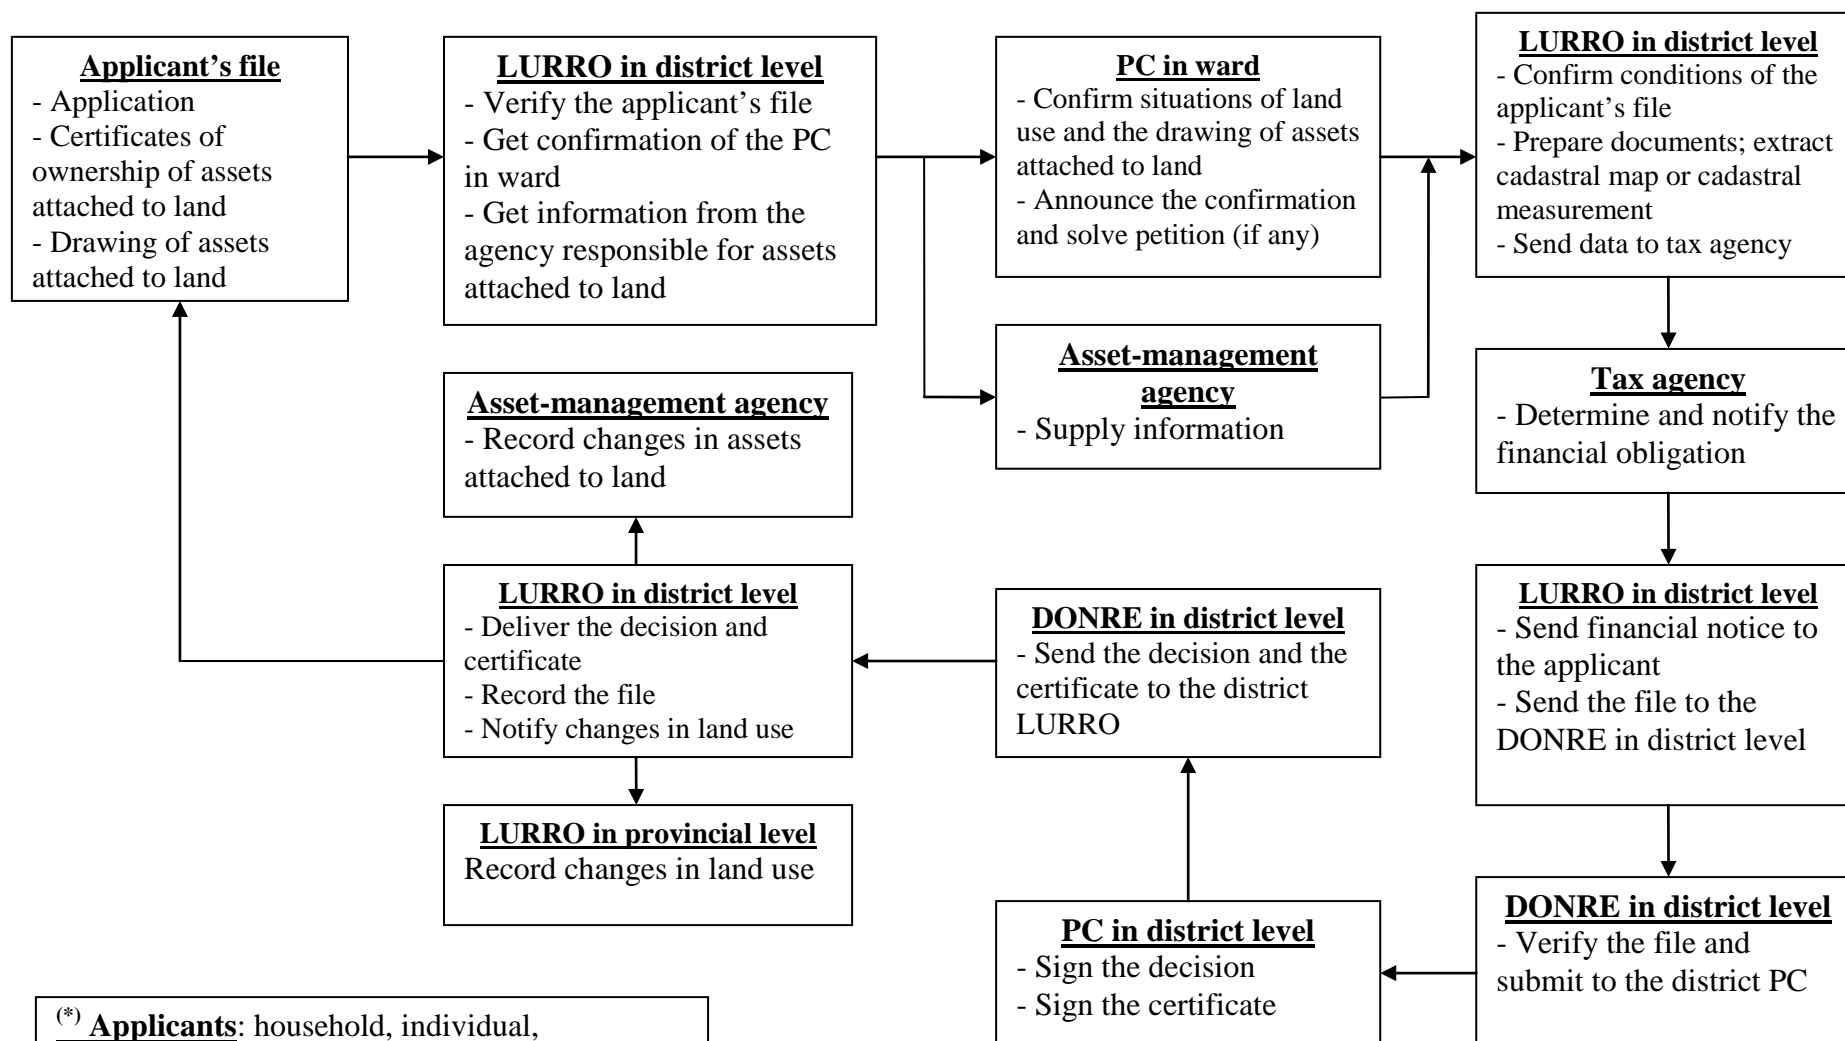 Applicant’s file
- Application
- Certificates of
ownership of assets
attached to land
- Drawing of assets
attached to land
LURRO in district level
- Verify the applicant’s file
- Get confirmation of the PC
in ward
- Get information from the
agency responsible for assets
attached to land
PC in ward
- Confirm situations of land
use and the drawing of assets
attached to land
- Announce the confirmation
and solve petition (if any)
LURRO in district level
- Confirm conditions of the
applicant’s file
- Prepare documents; extract
cadastral map or cadastral
measurement
- Send data to tax agency
Asset-management
agency
- Supply information
Tax agency
- Determine and notify the
financial obligation
Asset-management agency
- Record changes in assets
attached to land
LURRO in district level
- Deliver the decision and
certificate
- Record the file
- Notify changes in land use
DONRE in district level
- Send the decision and the
certificate to the district
LURRO
LURRO in district level
- Send financial notice to
the applicant
- Send the file to the
DONRE in district level
LURRO in provincial level
Record changes in land use
PC in district level
- Sign the decision
- Sign the certificate
DONRE in district level
- Verify the file and
submit to the district PC
(*) Applicants: household, individual,